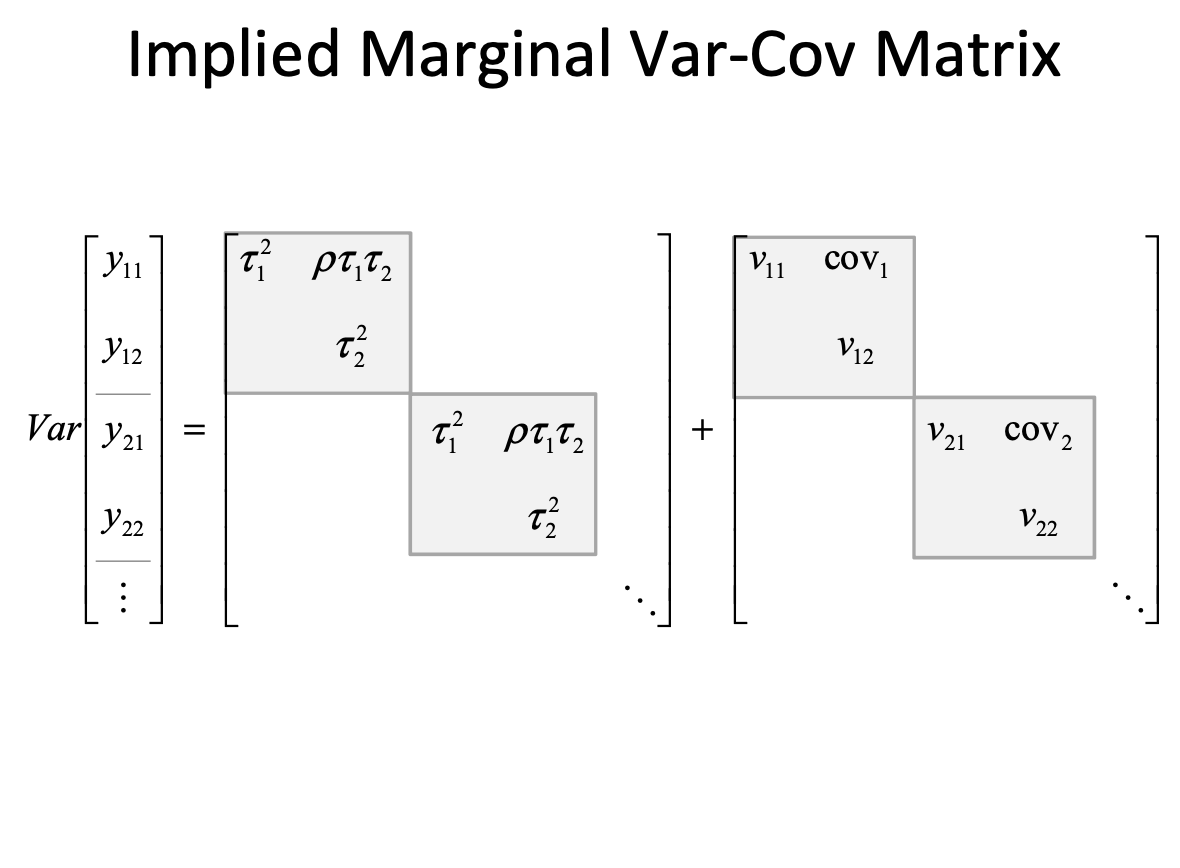 Implied Marginal Var-Cov Matrix
y₁₁ τ₁² ρτ₁τ₂ v₁₁ cov₁
y₁₂ τ₂² v₁₂
Var y₂₁ = τ₁² ρτ₁τ₂ + v₂₁ cov₂
y₂₂ τ₂² v₂₂
⋮ ⋱ ⋱